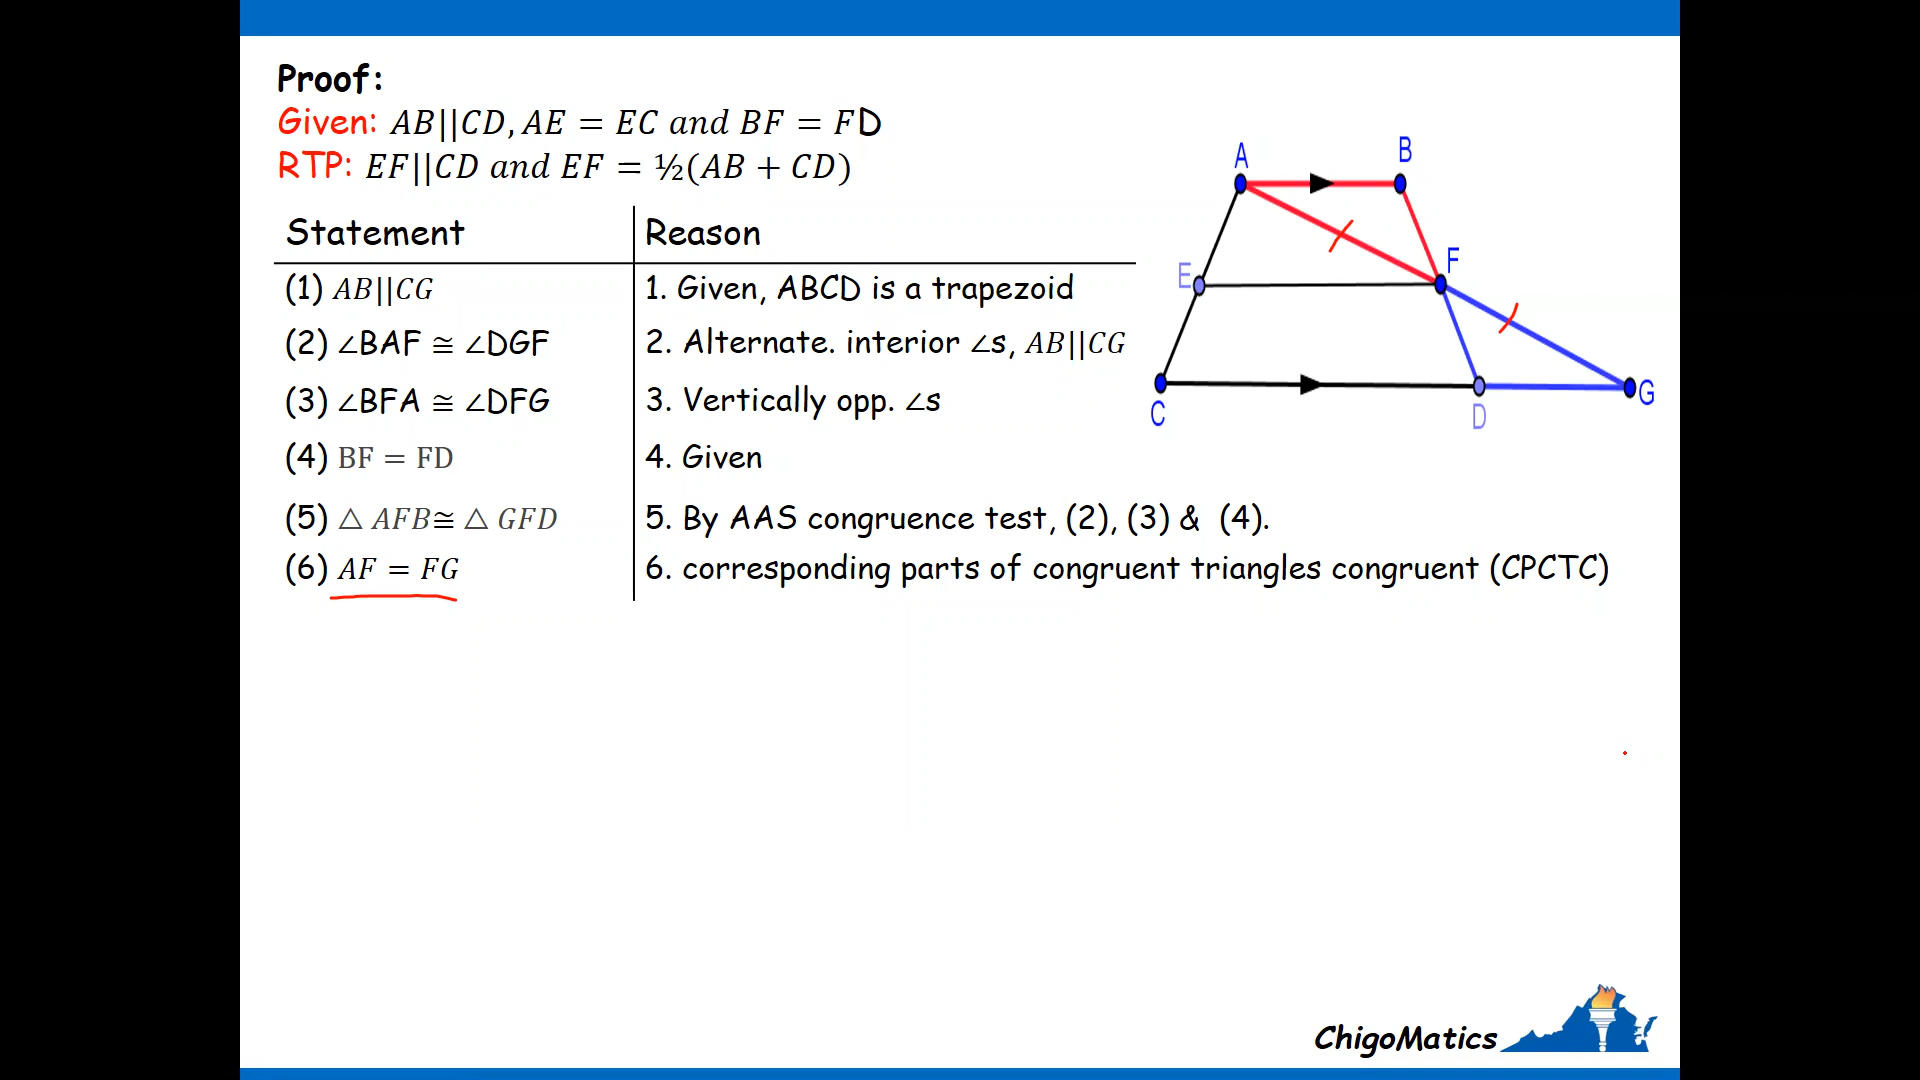 Proof:
Given: AB||CD, AE = EC and BF = FD
RTP: EF||CD and EF = ½(AB + CD)
Statement Reason
(1) AB||CG 1. Given, ABCD is a trapezoid
(2) ∠BAF ≅ ∠DGF 2. Alternate. interior ∠s, AB||CG
(3) ∠BFA ≅ ∠DFG 3. Vertically opp. ∠s
(4) BF = FD 4. Given
(5) △ AFB≅ △ GFD 5. By AAS congruence test, (2), (3) & (4).
(6) AF = FG 6. corresponding parts of congruent triangles congruent (CPCTC)
A B
E F
C D G
ChigoMatics